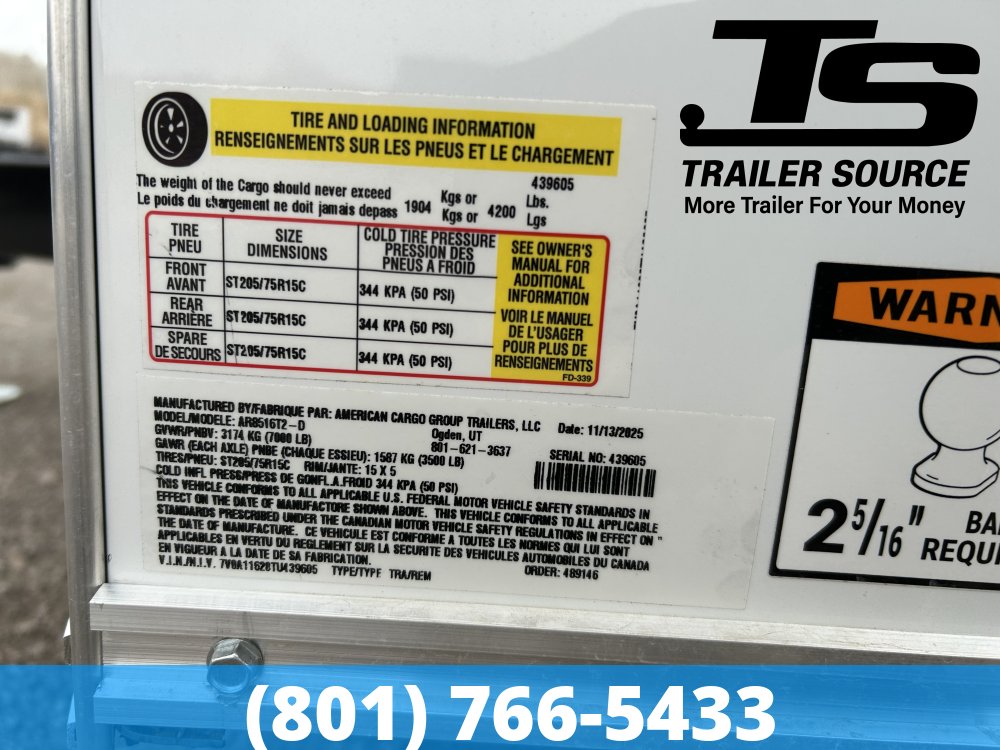 TS
TRAILER SOURCE
More Trailer For Your Money
TIRE AND LOADING INFORMATION
RENSEIGNEMENTS SUR LES PNEUS ET LE CHARGEMENT
439605
The weight of the Cargo should never exceed Kgs or Lbs.
Le poids du chargement ne doit jamais depass 1904 Kgs or 4200 Lgs
TIRE
PNEU
SIZE
DIMENSIONS
COLD TIRE PRESSURE
PRESSION DES
PNEUS A FROID
FRONT
AVANT
ST205/75R15C
344 KPA (50 PSI)
REAR
ARRIÈRE
ST205/75R15C
344 KPA (50 PSI)
SPARE
DE SECOURS
ST205/75R15C
344 KPA (50 PSI)
SEE OWNER'S
MANUAL FOR
ADDITIONAL
INFORMATION
VOIR LE MANUEL
DE L'USAGER
POUR PLUS DE
RENSEIGNEMENTS
FD-339
MANUFACTURED BY/FABRIQUE PAR: AMERICAN CARGO GROUP TRAILERS, LLC Date: 11/13/2025
MODEL/MODELE: AR8516T2-D Ogden, UT
GVWR/PNBV: 3174 KG (7000 LB) 801-621-3637
GAWR (EACH AXLE) PNBE (CHAQUE ESSIEU): 1587 KG (3500 LB) SERIAL NO: 439605
TIRES/PNEU: ST205/75R15C RIM/JANTE: 15 X 5
COLD INFL PRESS/PRESS DE GONFL.A.FROID 344 KPA (50 PSI)
THIS VEHICLE CONFORMS TO ALL APPLICABLE U.S. FEDERAL MOTOR VEHICLE SAFETY STANDARDS IN
EFFECT ON THE DATE OF MANUFACTORE SHOWN ABOVE. THIS VEHICLE CONFORMS TO ALL APPLICABLE
STANDARDS PRESCRIBED UNDER THE CANADIAN MOTOR VEHICLE SAFETY REGULATIONS IN EFFECT ON "
THE DATE OF MANUFACTURE. CE VEHICULE EST CONFORME A TOUTES LES NORMES QUI LUI SONT
APPLICABLES EN VERTU DU REGLEMENT SUR LA SECURITE DES VEHICULES AUTOMOBILES DU CANADA
EN VIGUEUR A LA DATE DE SA FABRICATION.
V.I.N./N.I.V. TYPE/TYPE TRA/REM ORDER: 489146
WARN
2 5/16" BA
REQUI
(801) 766-5433